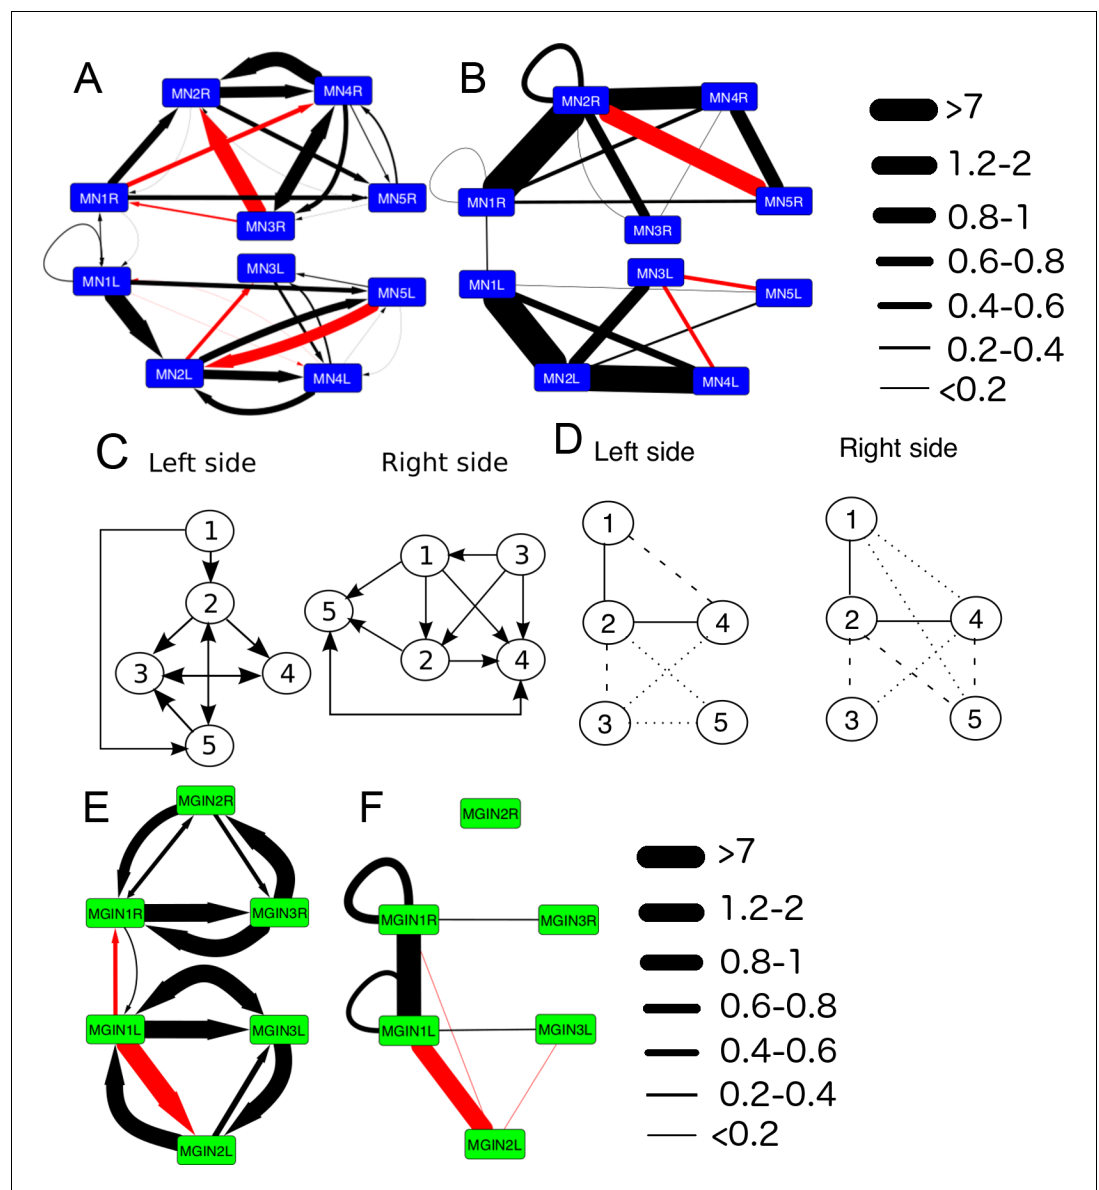 A
MN2R
MN4R
MN1R
MN5R
MN3R
MN1L
MN3L
MN5L
MN2L
MN4L
B
MN2R
MN4R
MN1R
MN5R
MN3R
MN1L
MN3L
MN5L
MN2L
MN4L
>7
1.2-2
0.8-1
0.6-0.8
0.4-0.6
0.2-0.4
<0.2
C
Left side
1
2
3
4
5
Right side
1
3
5
2
4
D
Left side
1
2
4
3
5
Right side
1
2
4
3
5
E
MGIN2R
MGIN1R
MGIN3R
MGIN1L
MGIN3L
MGIN2L
F
MGIN2R
MGIN1R
MGIN3R
MGIN1L
MGIN3L
MGIN2L
>7
1.2-2
0.8-1
0.6-0.8
0.4-0.6
0.2-0.4
<0.2